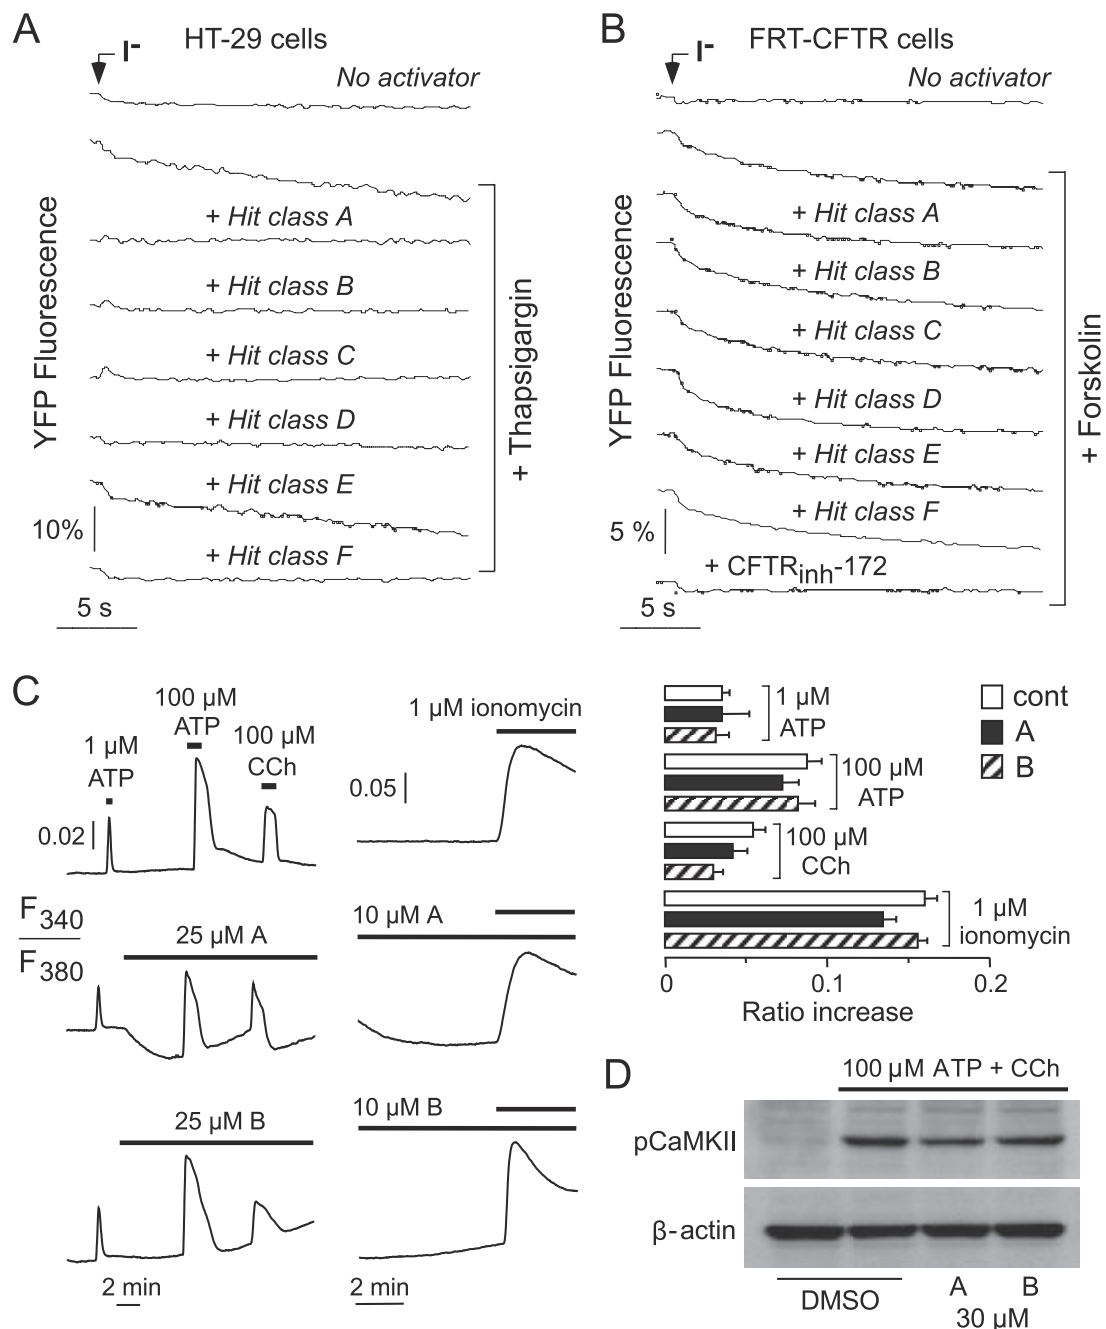 A
HT-29 cells
I-
No activator
YFP Fluorescence
+ Hit class A
+ Hit class B
+ Hit class C
+ Hit class D
+ Hit class E
+ Hit class F
+ Thapsigargin
10%
5 s
B
FRT-CFTR cells
I-
No activator
YFP Fluorescence
+ Hit class A
+ Hit class B
+ Hit class C
+ Hit class D
+ Hit class E
+ Hit class F
+ CFTRinh-172
+ Forskolin
5 %
5 s
C
1 µM
ATP
100 µM
ATP
100 µM
CCh
0.02
1 µM ionomycin
0.05
F340
F380
25 µM A
10 µM A
25 µM B
10 µM B
2 min
2 min
cont
A
B
1 µM
ATP
100 µM
ATP
100 µM
CCh
1 µM
ionomycin
0 0.1 0.2
Ratio increase
D
100 µM ATP + CCh
pCaMKII
β-actin
DMSO
A B
30 µM